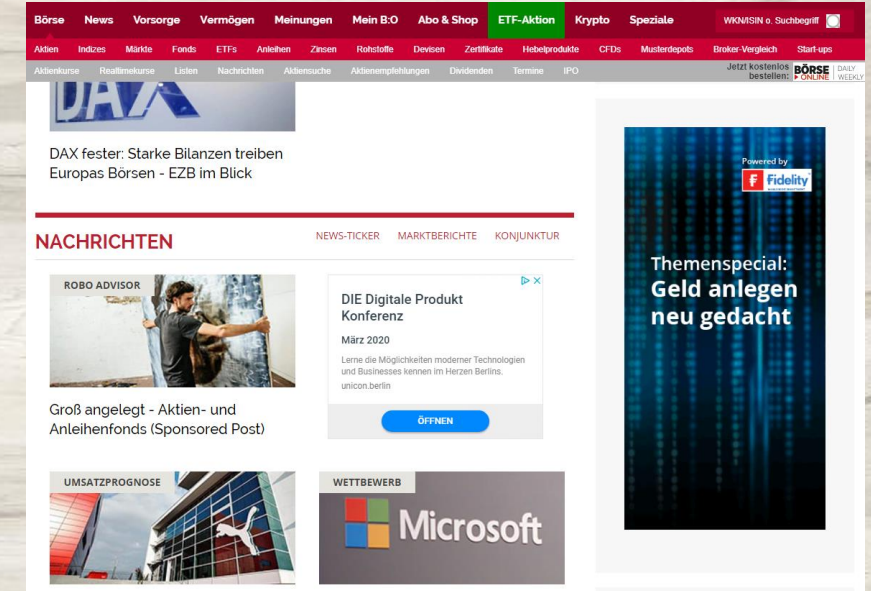 Börse News Vorsorge Vermögen Meinungen Mein B:O Abo & Shop ETF-Aktion Krypto Speziale WKN/ISIN o. Suchbegriff
Aktien Indizes Märkte Fonds ETFs Anleihen Zinsen Rohstoffe Devisen Zertifikate Hebelprodukte CFDs Musterdepots Broker-Vergleich Start-ups
Aktienkurse Realtimekurse Listen Nachrichten Aktiensuche Aktienempfehlungen Dividenden Termine IPO
Jetzt kostenlos
bestellen:
BÖRSE
ONLINE
DAILY
WEEKLY
DAX
DAX fester: Starke Bilanzen treiben
Europas Börsen - EZB im Blick
NACHRICHTEN
NEWS-TICKER MARKTBERICHTE KONJUNKTUR
ROBO ADVISOR
Groß angelegt - Aktien- und
Anleihenfonds (Sponsored Post)
DIE Digitale Produkt
Konferenz
März 2020
Lerne die Möglichkeiten moderner Technologien
und Businesses kennen im Herzen Berlins.
unicon.berlin
ÖFFNEN
UMSATZPROGNOSE
WETTBEWERB
Microsoft
Powered by
Fidelity
Themenspecial:
Geld anlegen
neu gedacht